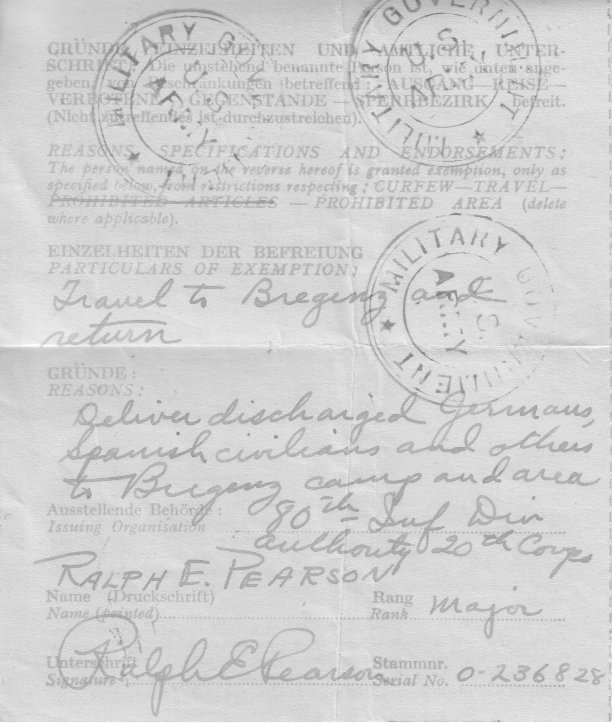 GRÜNDE, EINZELHEITEN UND AMTLICHE UNTER-
SCHRIFT: Die umstehend benannte Person ist, wie unten ange-
geben, von Beschränkungen betreffend: AUSGANG—REISE—
VERBOTENE GEGENSTÄNDE—SPERRBEZIRK befreit.
(Nicht zutreffendes ist durchzustreichen).
REASONS, SPECIFICATIONS AND ENDORSEMENTS:
The person named on the reverse hereof is granted exemption, only as
specified below, from restrictions respecting: CURFEW—TRAVEL—
PROHIBITED ARTICLES — PROHIBITED AREA (delete
where applicable).
MILITARY GOVERNMENT
U.S.
ARMY
MILITARY GOVERNMENT
U.S.
ARMY
EINZELHEITEN DER BEFREIUNG
PARTICULARS OF EXEMPTION:
Travel to Bregenz and
return
MILITARY GOVERNMENT
U.S.
ARMY
GRÜNDE:
REASONS:
Deliver discharged Germans,
Spanish civilians and others
to Bregenz camp and area
Ausstellende Behörde: 80th Inf Div
Issuing Organisation authority 20th Corps
RALPH E. PEARSON
Name (Druckschrift) Rang
Name (printed) Rank Major
Unterschrift Stammnr.
Signature Ralph E Pearson Serial No. 0-236828